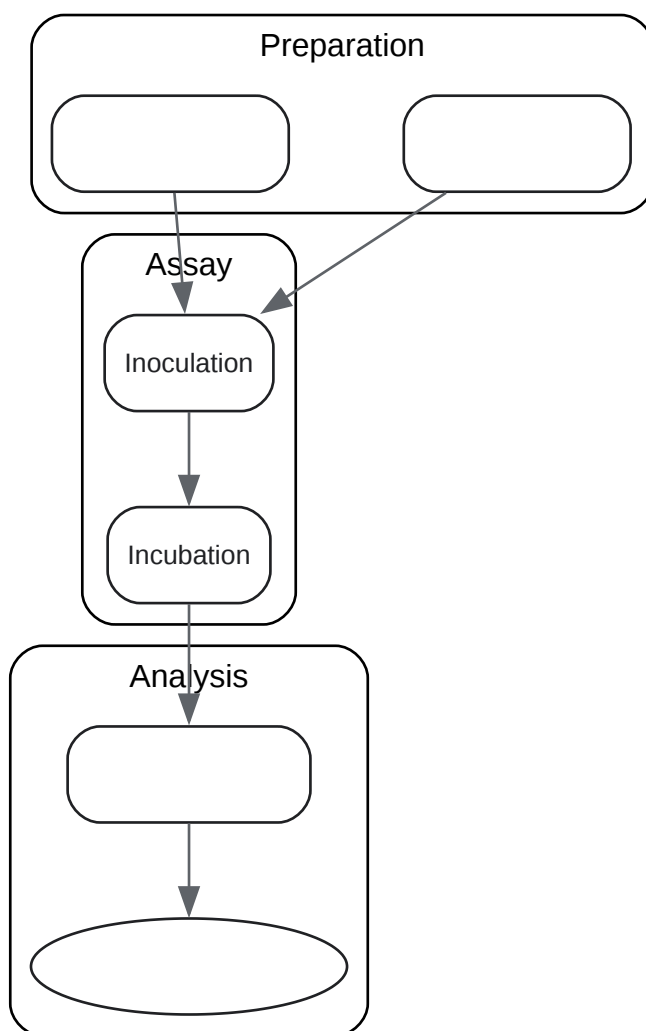 Preparation
Assay
Inoculation
Incubation
Analysis